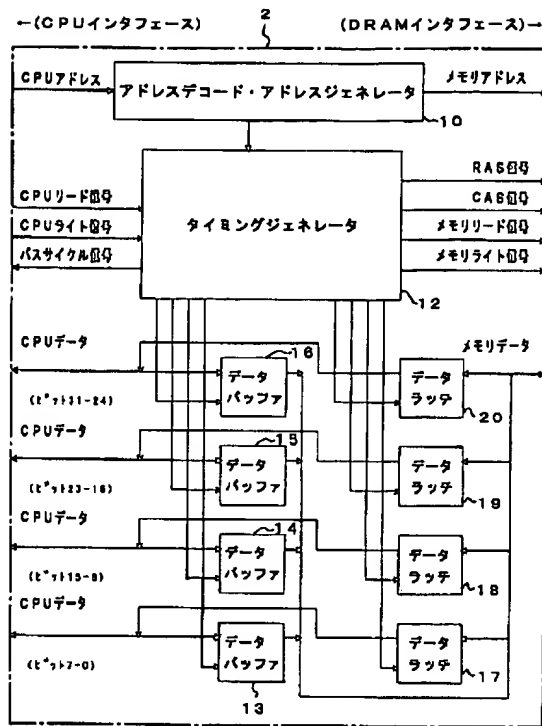 ←(CPUインタフェース) (DRAMインタフェース)→
2
CPUアドレス
アドレスデコード・アドレスジェネレータ
メモリアドレス
10
RAS信号
CPUリード信号
CAS信号
CPUライト信号
タイミングジェネレータ
メモリリード信号
バスサイクル信号
メモリライト信号
12
CPUデータ
16
メモリデータ
データ
バッファ
データ
ラッチ
(ビット31-24)
20
CPUデータ
15
データ
バッファ
データ
ラッチ
(ビット23-16)
19
CPUデータ
14
データ
バッファ
データ
ラッチ
(ビット15-8)
18
CPUデータ
データ
バッファ
データ
ラッチ
(ビット7-0)
17
13